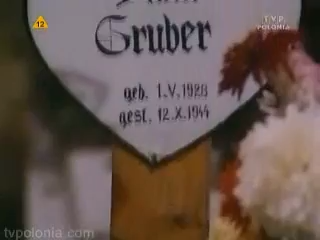 12
TVP
POLONIA
Gruber
geb. 1.V.1928
gest. 12.X.1944
tvpolonia.com